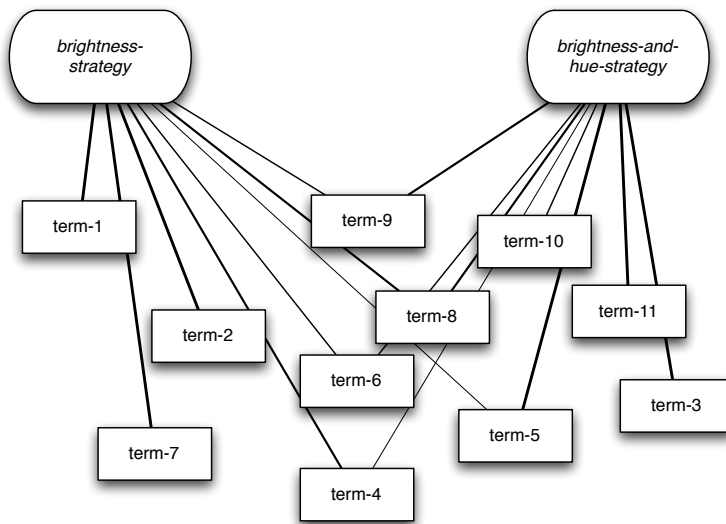 brightness-
strategy
brightness-and-
hue-strategy
term-1
term-9
term-10
term-2
term-8
term-11
term-6
term-3
term-7
term-5
term-4